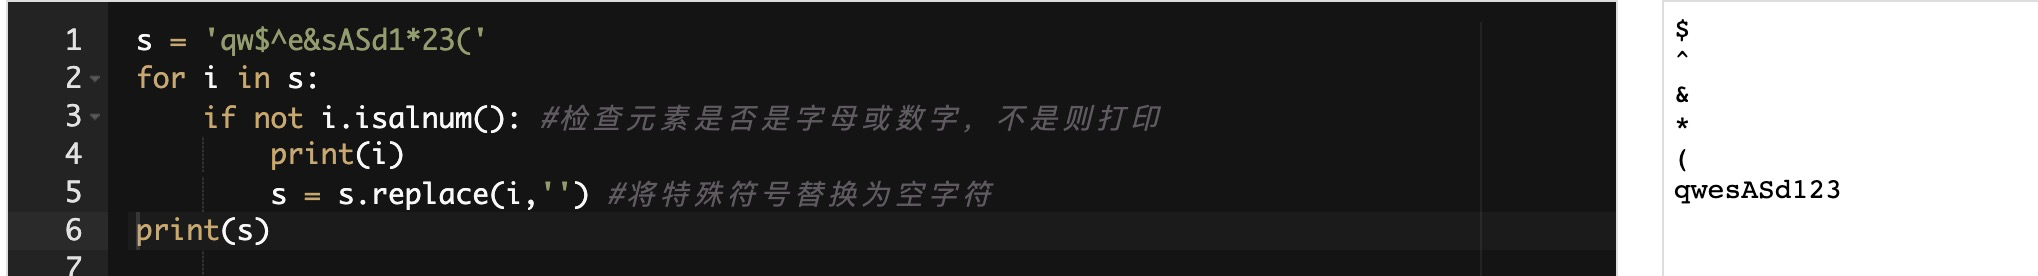 1 s = 'qw$^e&sASd1*23('
2 for i in s:
3 if not i.isalnum(): #检查元素是否是字母或数字，不是则打印
4 print(i)
5 s = s.replace(i,'') #将特殊符号替换为空字符
6 print(s)
7
$
^
&
*
(
qwesASd123